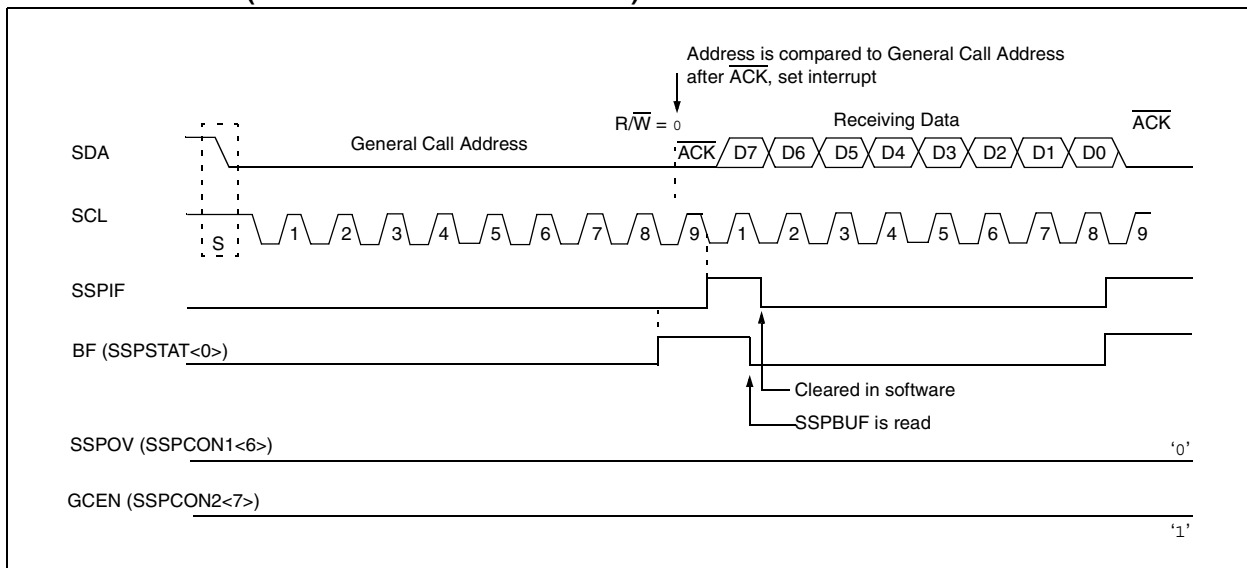 Address is compared to General Call Address
after ACK, set interrupt
R/W = 0
Receiving Data
ACK
SDA
General Call Address
ACK D7 D6 D5 D4 D3 D2 D1 D0
SCL
S
1 2 3 4 5 6 7 8 9 1 2 3 4 5 6 7 8 9
SSPIF
BF (SSPSTAT<0>)
Cleared in software
SSPBUF is read
SSPOV (SSPCON1<6>)
‘0’
GCEN (SSPCON2<7>)
‘1’